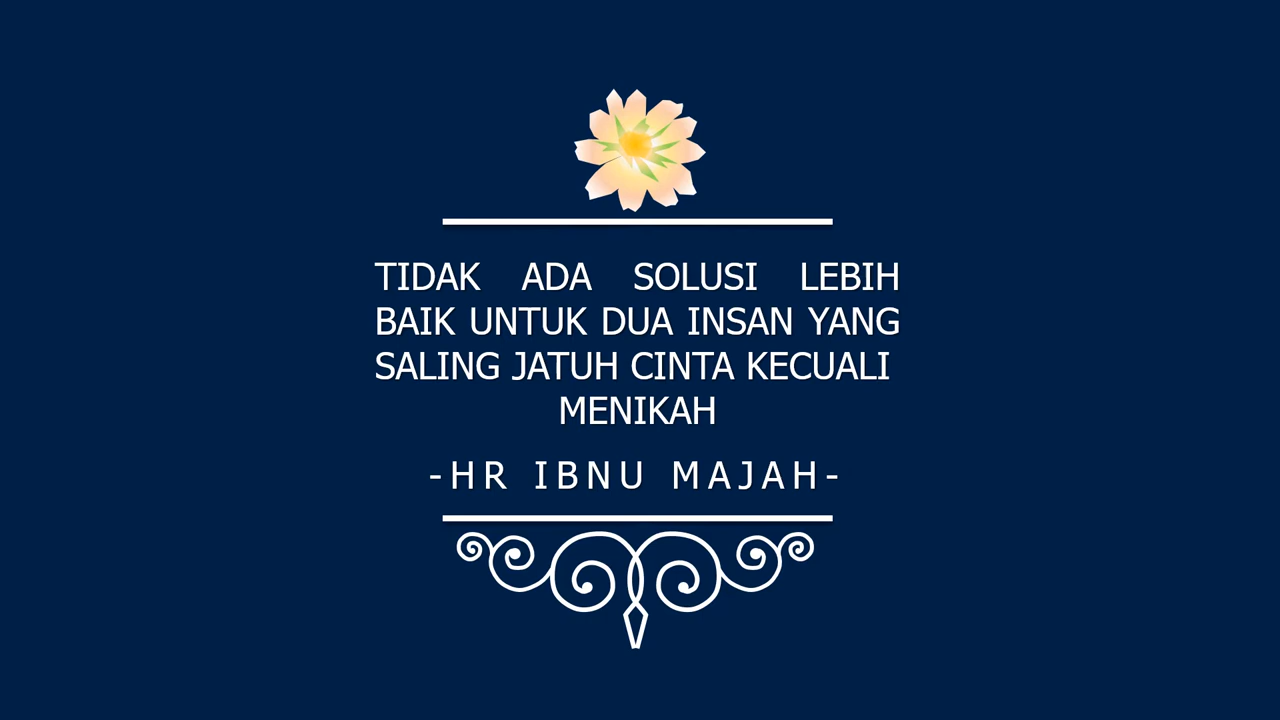 TIDAK ADA SOLUSI LEBIH
BAIK UNTUK DUA INSAN YANG
SALING JATUH CINTA KECUALI
MENIKAH
-HR IBNU MAJAH-